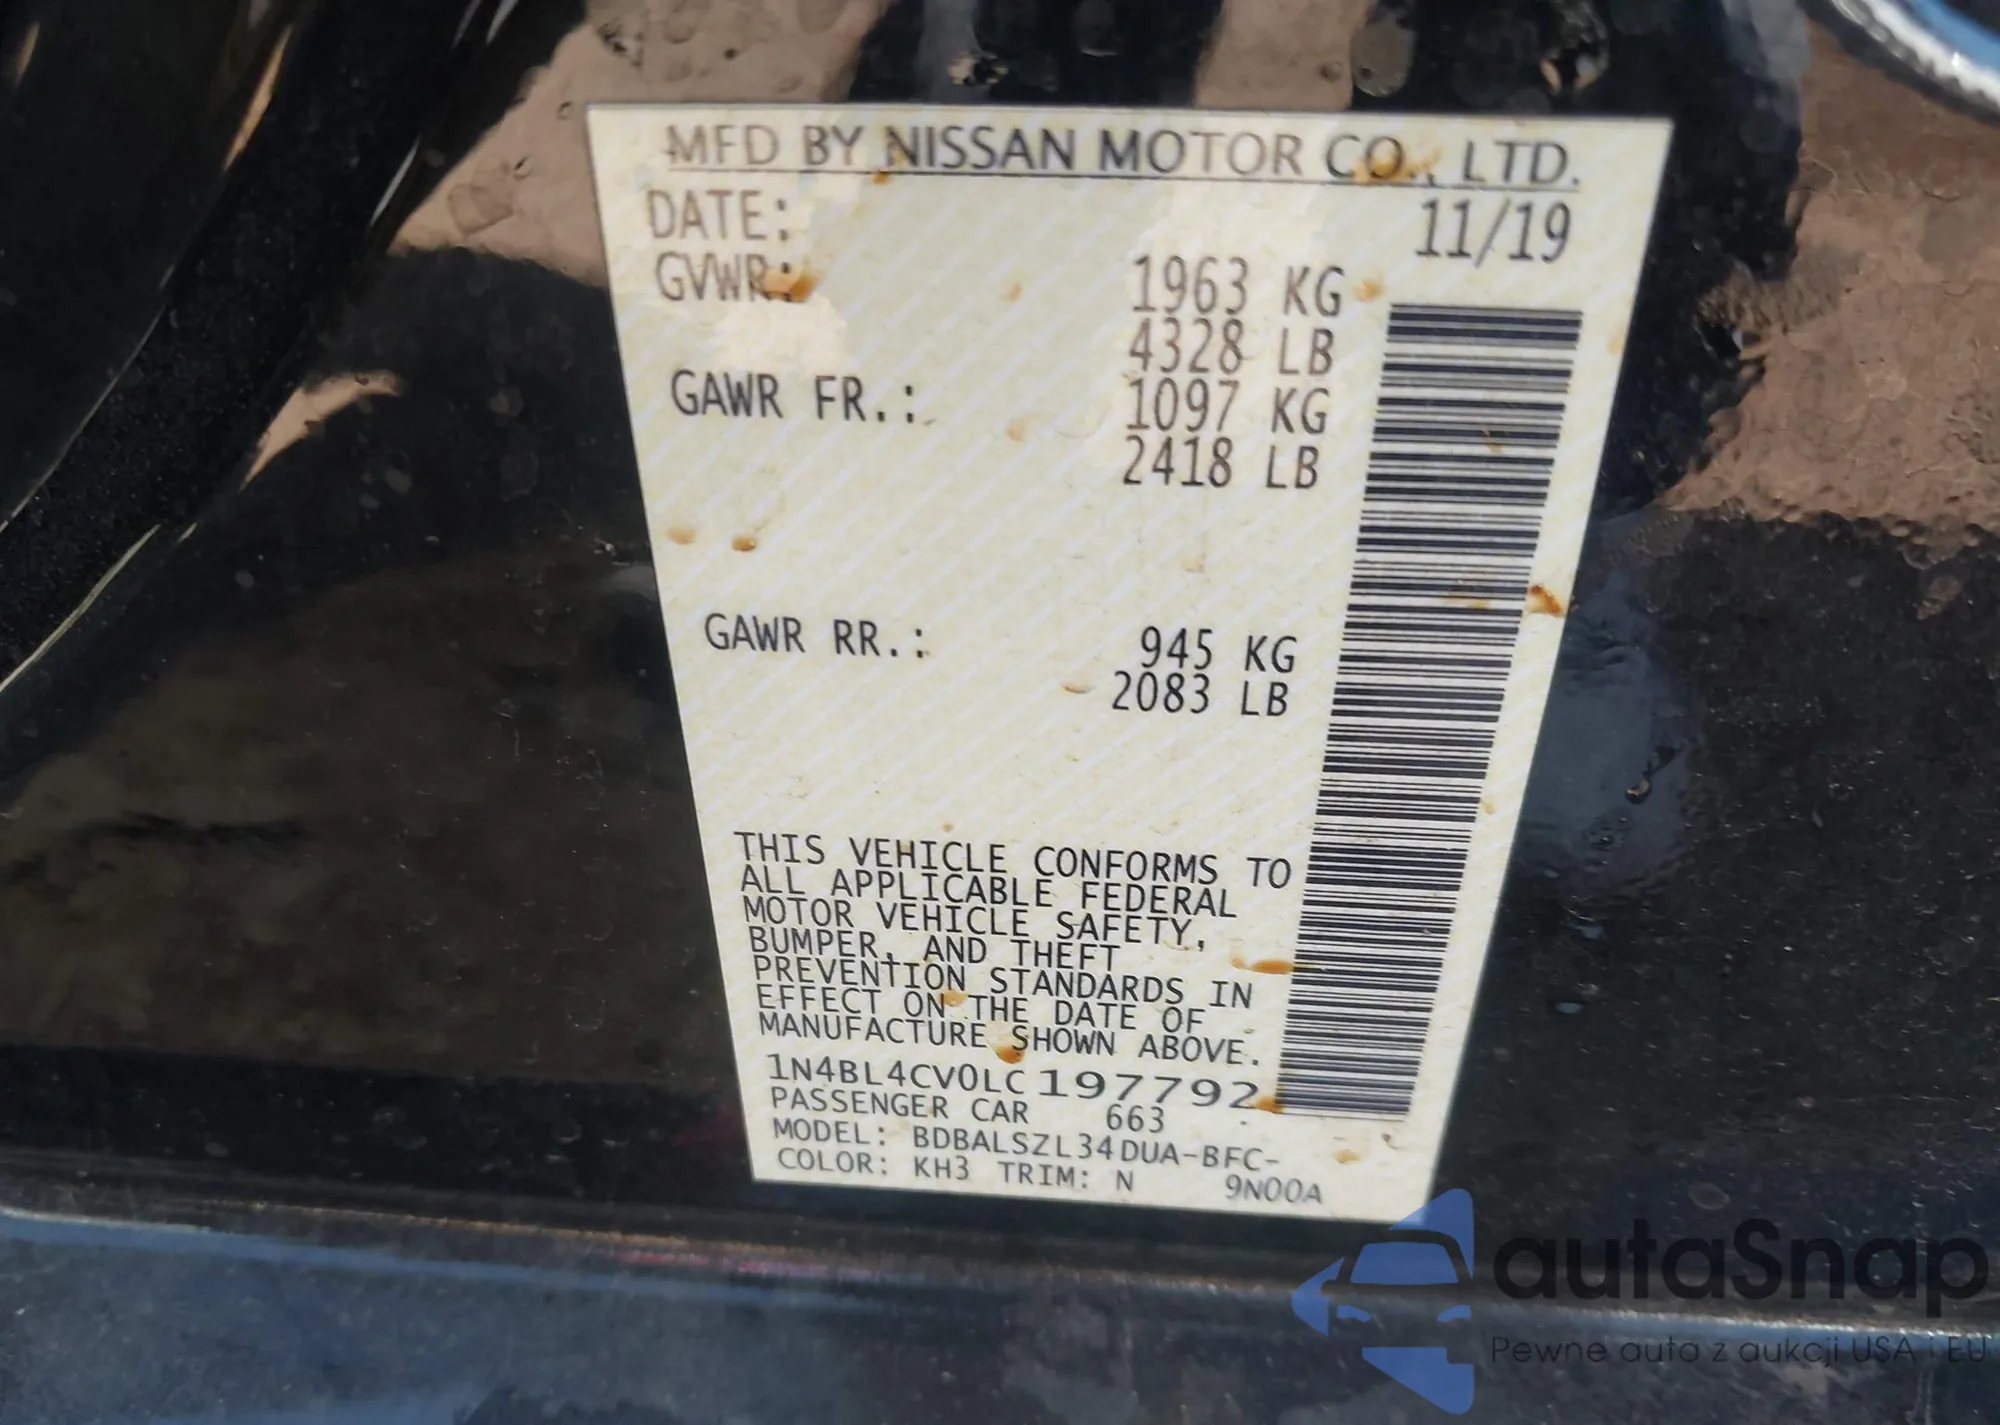 MFD BY NISSAN MOTOR CO., LTD.
DATE: 11/19
GVWR: 1963 KG
4328 LB
GAWR FR.: 1097 KG
2418 LB
GAWR RR.: 945 KG
2083 LB
THIS VEHICLE CONFORMS TO
ALL APPLICABLE FEDERAL
MOTOR VEHICLE SAFETY,
BUMPER, AND THEFT
PREVENTION STANDARDS IN
EFFECT ON THE DATE OF
MANUFACTURE SHOWN ABOVE.
1N4BL4CV0LC197792
PASSENGER CAR 663
MODEL: BDBALSZL34DUA-BFC-
COLOR: KH3 TRIM: N 9N00A
autaSnap
Pewne auta z aukcji USA i EU